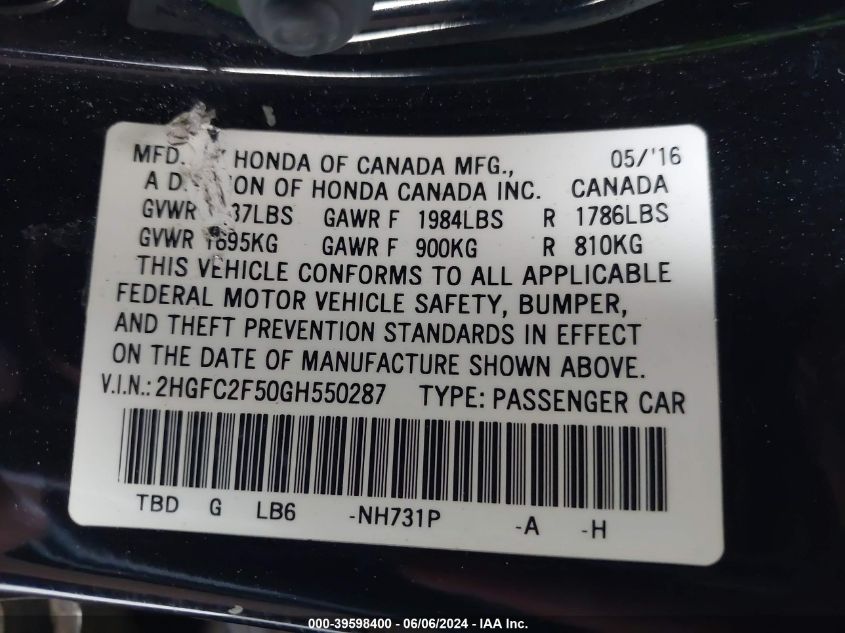 MFD. HONDA OF CANADA MFG., 05/'16
A ON OF HONDA CANADA INC. CANADA
GVWR 37LBS GAWR F 1984LBS R 1786LBS
GVWR 1695KG GAWR F 900KG R 810KG
THIS VEHICLE CONFORMS TO ALL APPLICABLE
FEDERAL MOTOR VEHICLE SAFETY, BUMPER,
AND THEFT PREVENTION STANDARDS IN EFFECT
ON THE DATE OF MANUFACTURE SHOWN ABOVE.
V.I.N.: 2HGFC2F50GH550287 TYPE: PASSENGER CAR
TBD G LB6 -NH731P -A -H
000-39598400 - 06/06/2024 - IAA Inc.